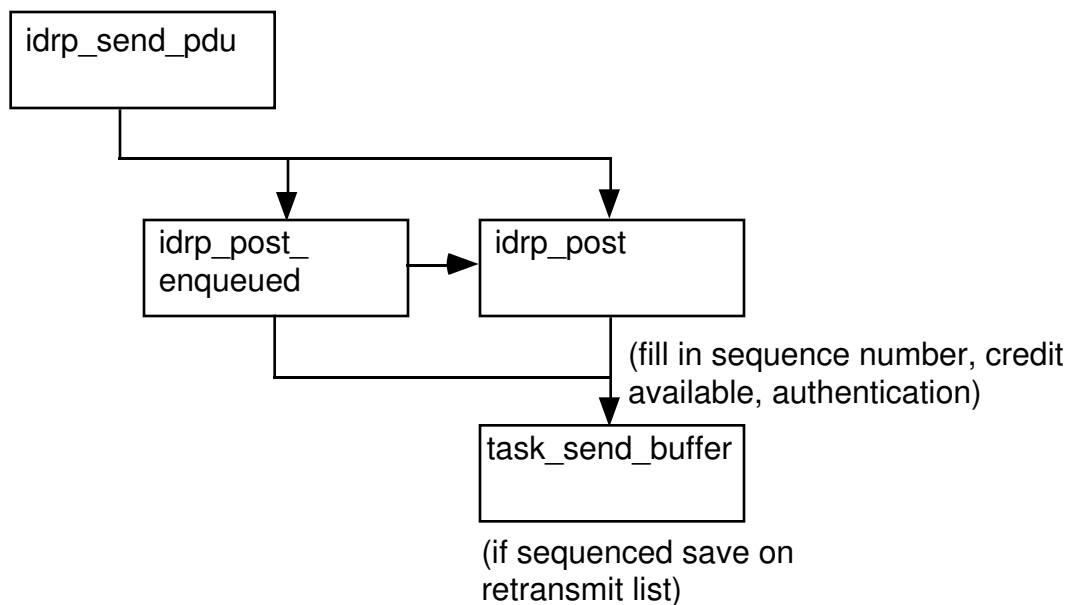 idrp_send_pdu
idrp_post_
enqueued
idrp_post
(fill in sequence number, credit
available, authentication)
task_send_buffer
(if sequenced save on
retransmit list)